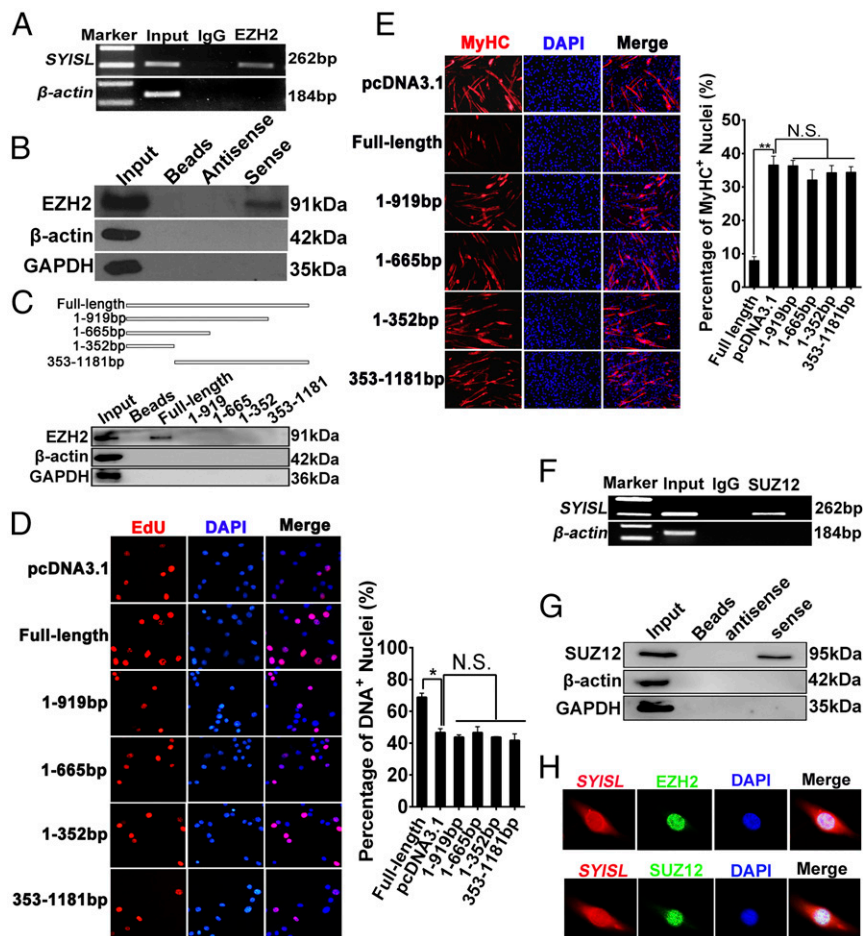 A
Marker Input IgG EZH2
SYISL 262bp
β-actin 184bp
B
Input Beads Antisense Sense
EZH2 91kDa
β-actin 42kDa
GAPDH 35kDa
C
Full-length
1-919bp
1-665bp
1-352bp
353-1181bp
Input Beads Full-length 1-919 1-665 1-352 353-1181
EZH2 91kDa
β-actin 42kDa
GAPDH 36kDa
D
EdU DAPI Merge
pcDNA3.1
Full-length
1-919bp
1-665bp
1-352bp
353-1181bp
Percentage of DNA+ Nuclei (%)
100
80
60
40
20
0
* N.S.
Full-length
pcDNA3.1
1-919bp
1-665bp
1-352bp
353-1181bp
E
MyHC DAPI Merge
pcDNA3.1
Full-length
1-919bp
1-665bp
1-352bp
353-1181bp
Percentage of MyHC+ Nuclei (%)
50
40
30
20
10
0
** N.S.
Full length
pcDNA3.1
1-919bp
1-665bp
1-352bp
353-1181bp
F
Marker Input IgG SUZ12
SYISL 262bp
β-actin 184bp
G
Input Beads antisense sense
SUZ12 95kDa
β-actin 42kDa
GAPDH 35kDa
H
SYISL EZH2 DAPI Merge
SYISL SUZ12 DAPI Merge